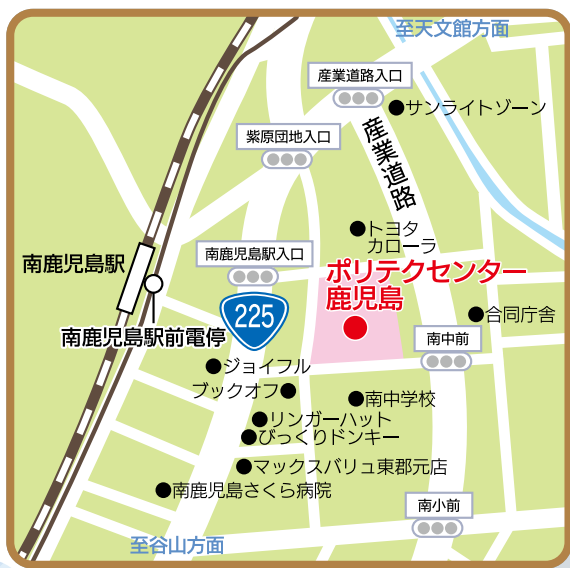 至天文館方面
産業道路入口
サンライトゾーン
紫原団地入口
産業道路
トヨタ
カローラ
南鹿児島駅入口
南鹿児島駅
ポリテクセンター
鹿児島
225
合同庁舎
南鹿児島駅前電停
南中前
ジョイフル
ブックオフ
南中学校
リンガーハット
びっくりドンキー
マックスバリュ東郡元店
南鹿児島さくら病院
南小前
至谷山方面